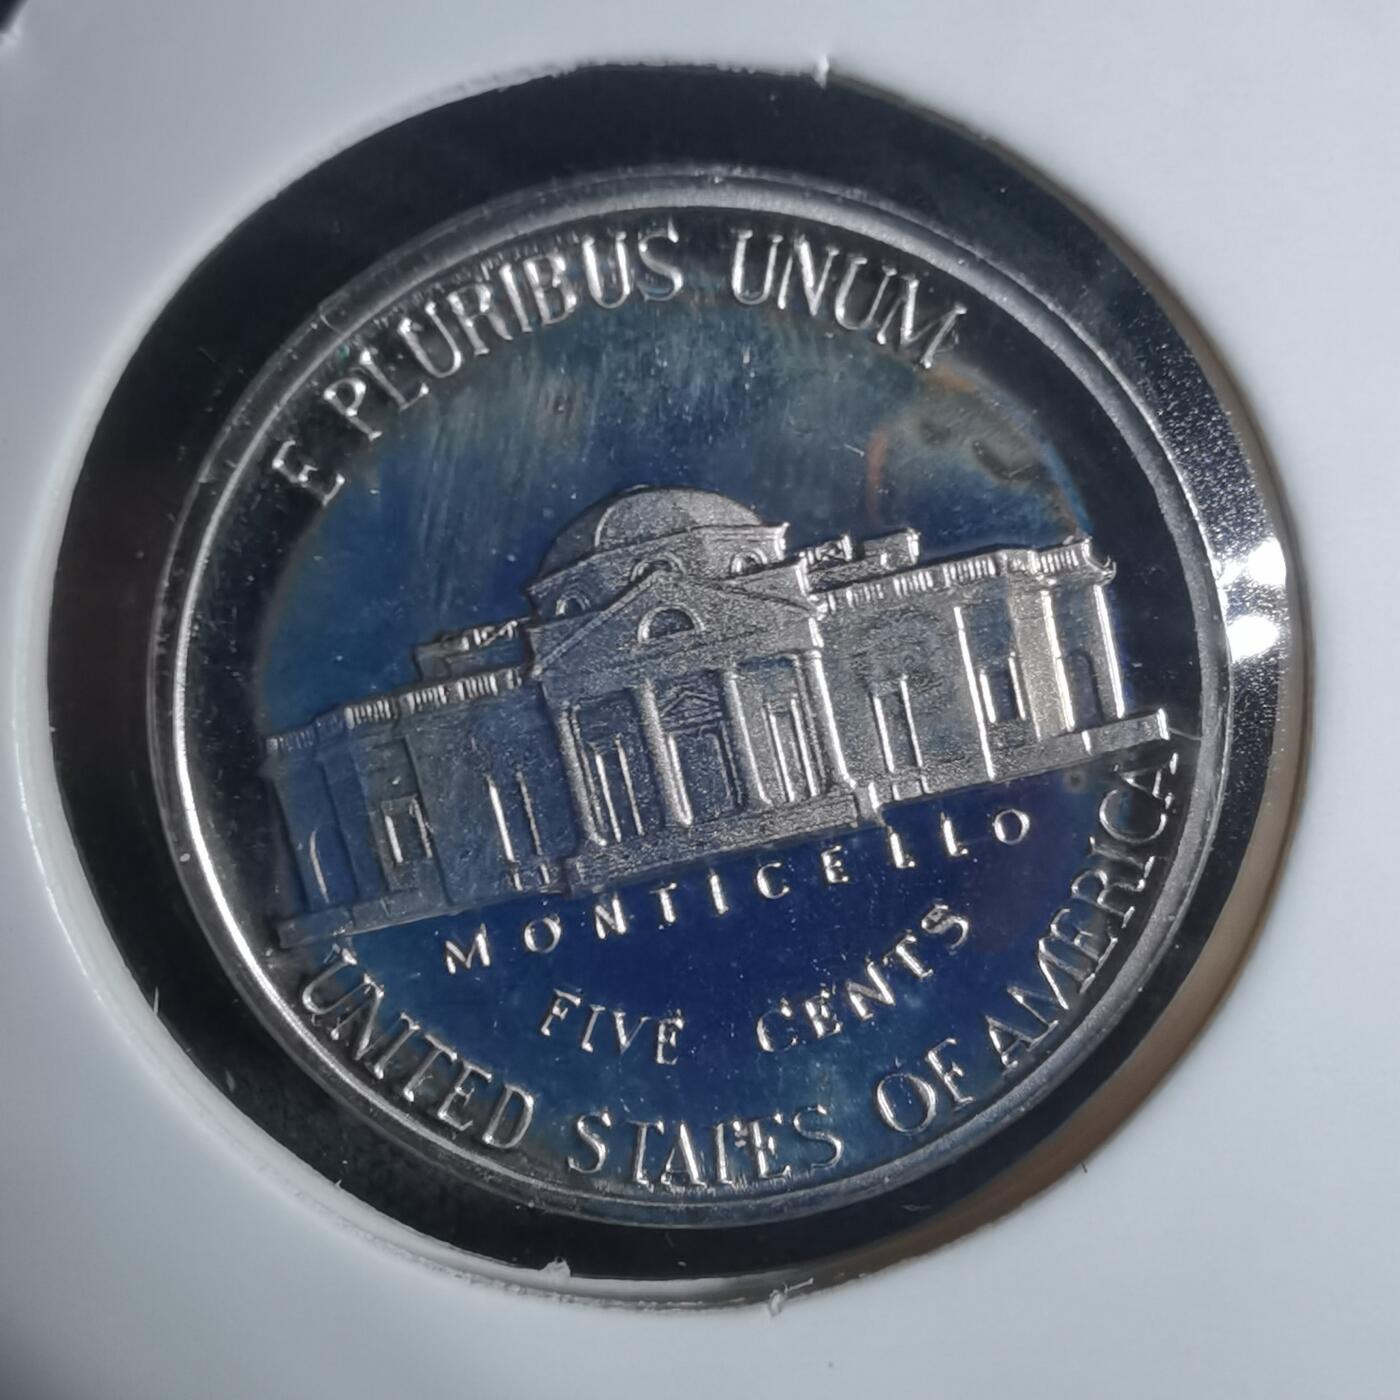 E PLURIBUS UNUM
MONTICELLO
FIVE CENTS
UNITED STATES OF AMERICA